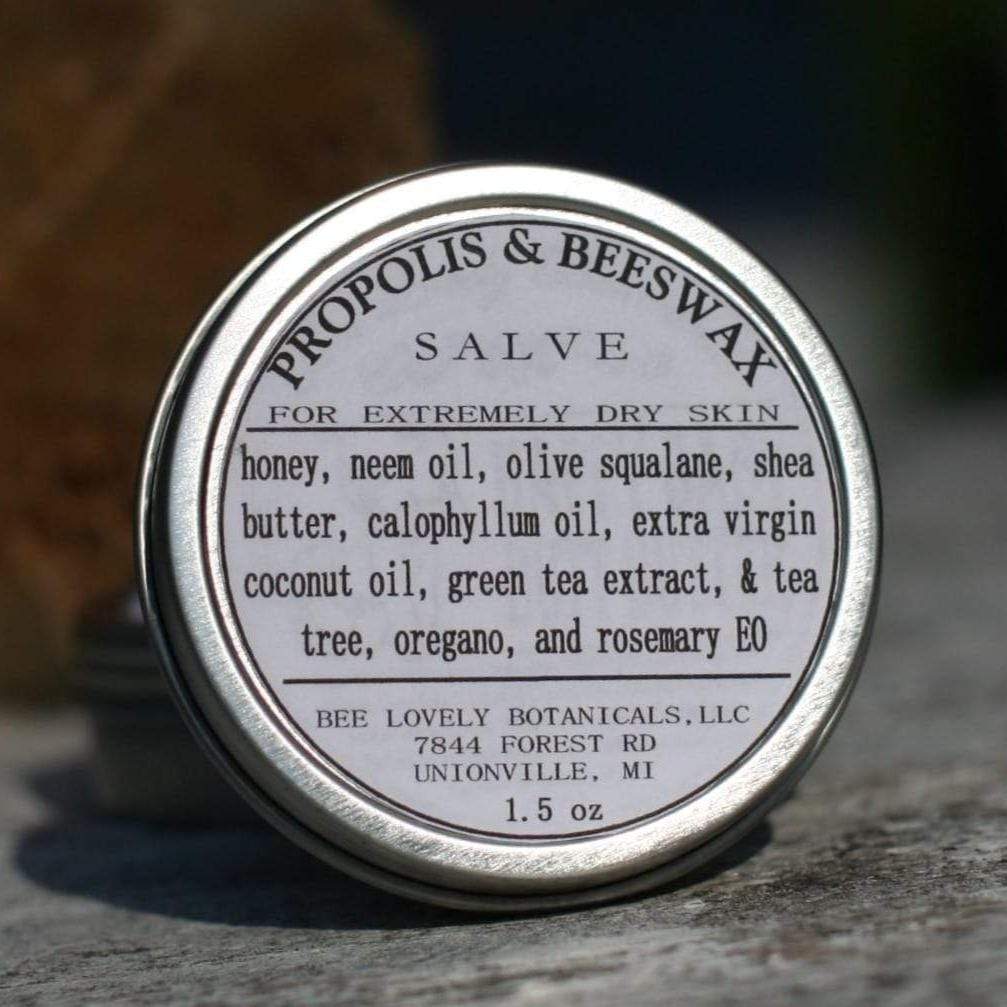 PROPOLIS & BEESWAX
SALVE
FOR EXTREMELY DRY SKIN
honey, neem oil, olive squalane, shea
butter, calophyllum oil, extra virgin
coconut oil, green tea extract, & tea
tree, oregano, and rosemary EO
BEE LOVELY BOTANICALS,LLC
7844 FOREST RD
UNIONVILLE, MI
1.5 oz